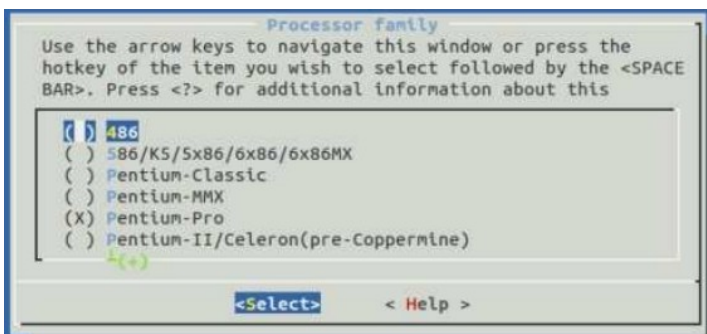 Processor family
Use the arrow keys to navigate this window or press the
hotkey of the item you wish to select followed by the <SPACE
BAR>. Press <?> for additional information about this
( ) 486
( ) 586/K5/5x86/6x86/6x86MX
( ) Pentium-Classic
( ) Pentium-MMX
(X) Pentium-Pro
( ) Pentium-II/Celeron(pre-Coppermine)
┴(+)
<Select> < Help >